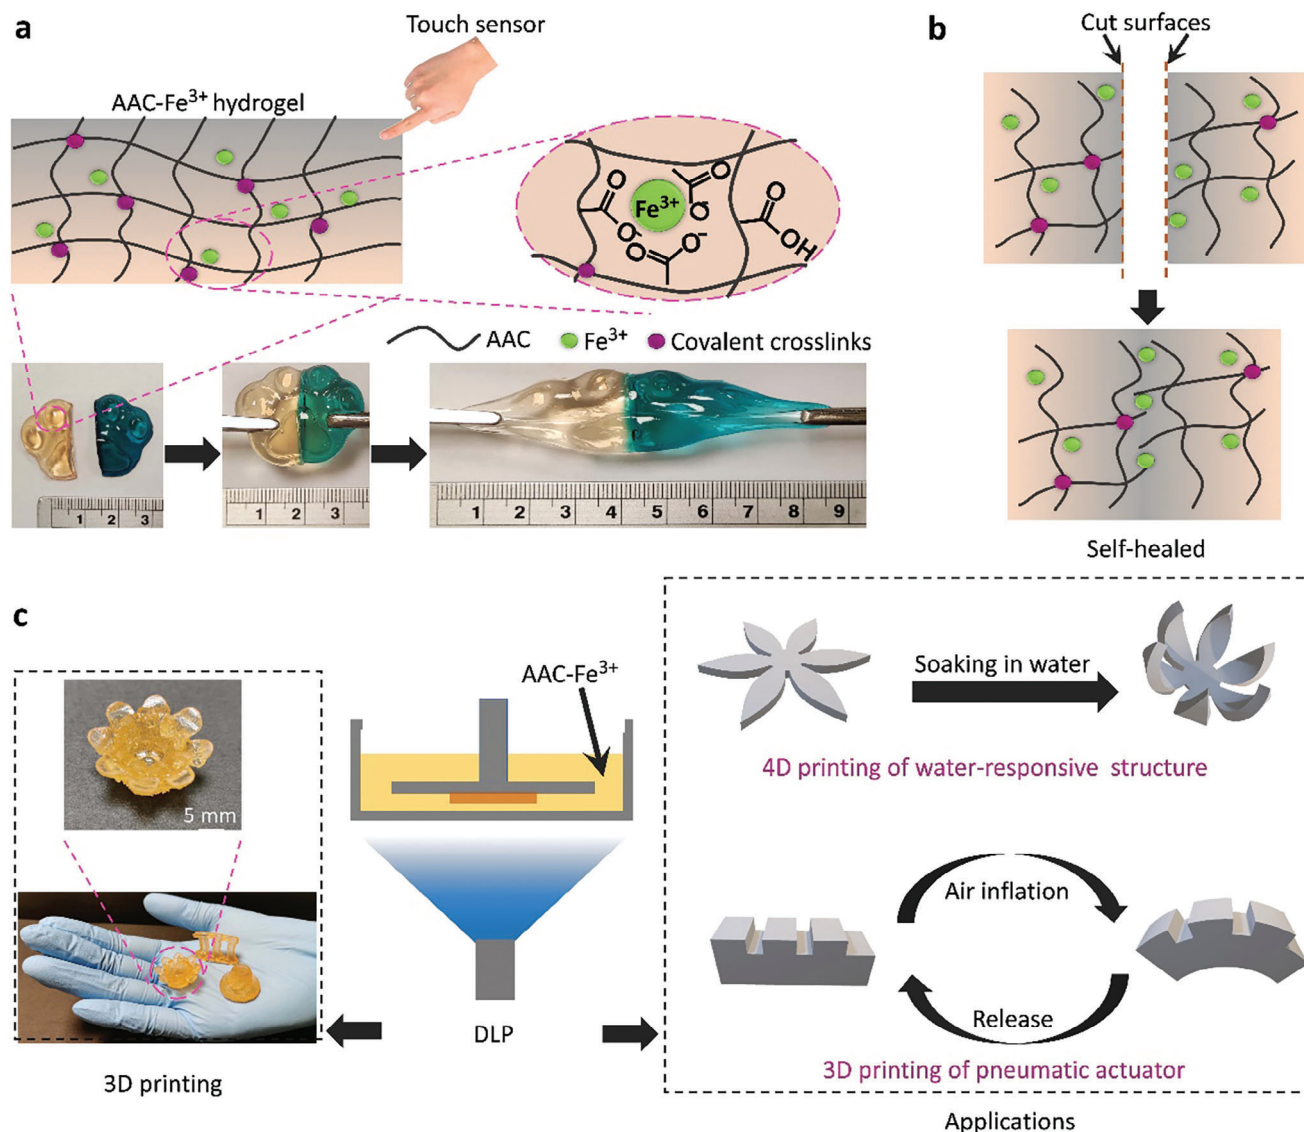 a
Touch sensor
AAC-Fe³⁺ hydrogel
O
O⁻
Fe³⁺
O
O⁻
O
O⁻
O
OH
AAC
Fe³⁺
Covalent crosslinks
1 2 3
1 2 3
1 2 3 4 5 6 7 8 9
b
Cut surfaces
Self-healed
c
5 mm
3D printing
AAC-Fe³⁺
DLP
Soaking in water
4D printing of water-responsive structure
Air inflation
Release
3D printing of pneumatic actuator
Applications